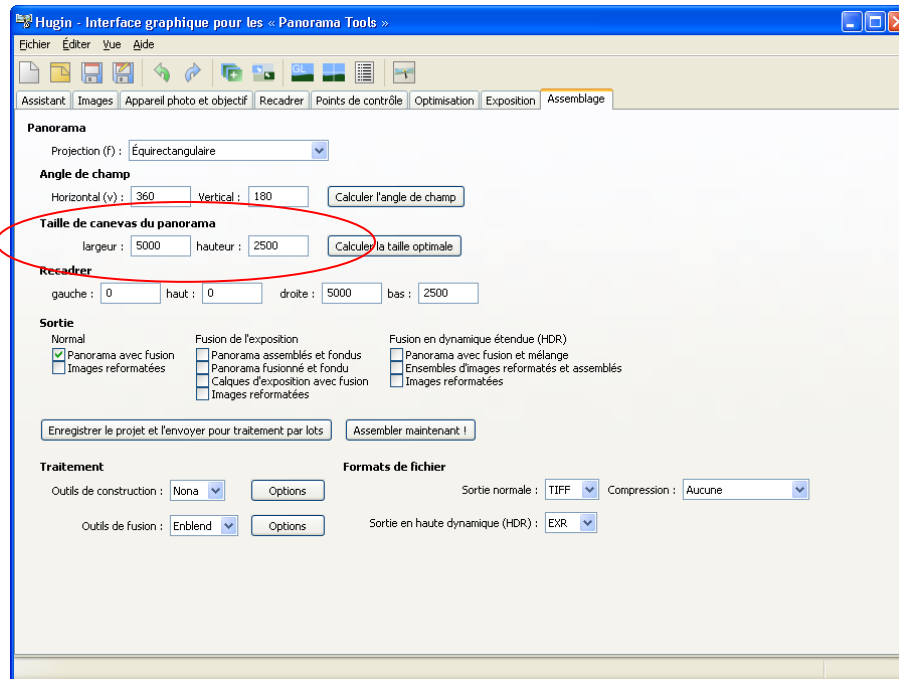 Hugin - Interface graphique pour les « Panorama Tools »
Fichier Éditer Vue Aide
GL
Assistant Images Appareil photo et objectif Recadrer Points de contrôle Optimisation Exposition Assemblage
Panorama
Projection (f) : Équirectangulaire
Angle de champ
Horizontal (v) : 360 Vertical : 180 Calculer l'angle de champ
Taille de canevas du panorama
largeur : 5000 hauteur : 2500 Calculer la taille optimale
Recadrer
gauche : 0 haut : 0 droite : 5000 bas : 2500
Sortie
Normal Fusion de l'exposition Fusion en dynamique étendue (HDR)
Panorama avec fusion Panorama assemblés et fondus Panorama avec fusion et mélange
Images reformatées Panorama fusionné et fondu Ensembles d'images reformatés et assemblés
Calques d'exposition avec fusion Images reformatées
Images reformatées
Enregistrer le projet et l'envoyer pour traitement par lots Assembler maintenant !
Traitement Formats de fichier
Outils de construction : Nona Options Sortie normale : TIFF Compression : Aucune
Outils de fusion : Enblend Options Sortie en haute dynamique (HDR) : EXR